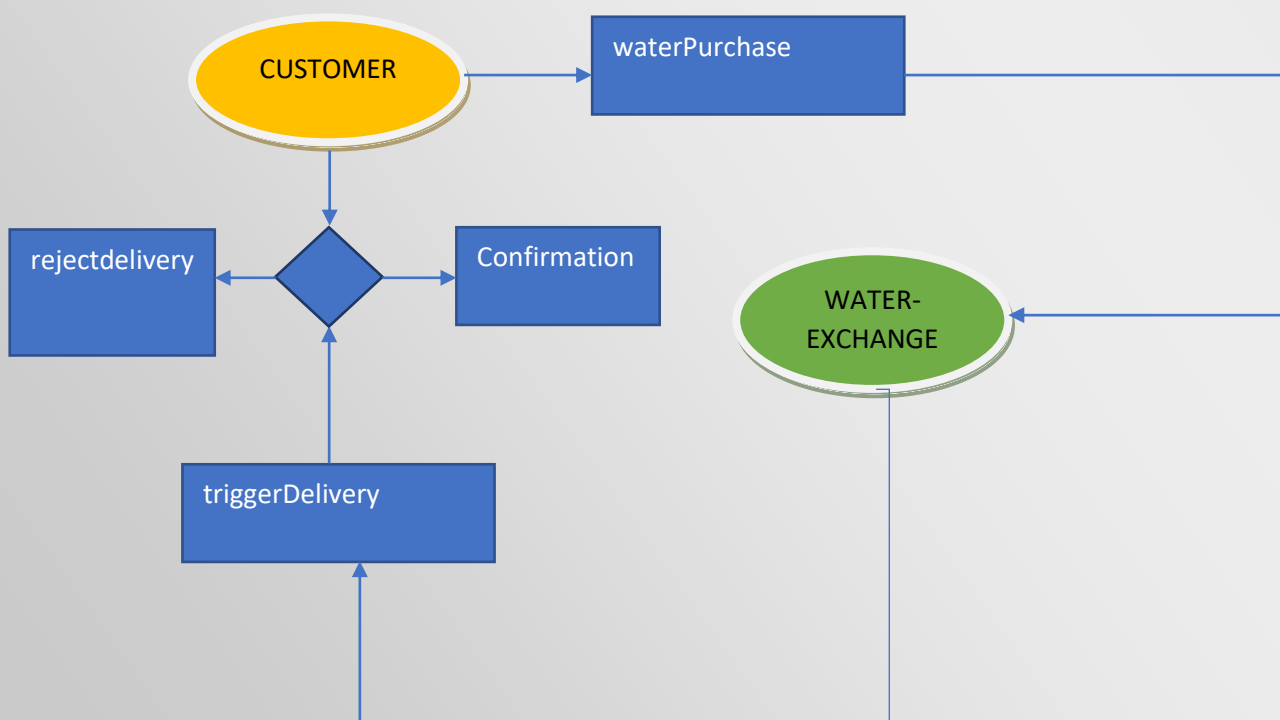 CUSTOMER
waterPurchase
rejectdelivery
Confirmation
WATER-
EXCHANGE
triggerDelivery